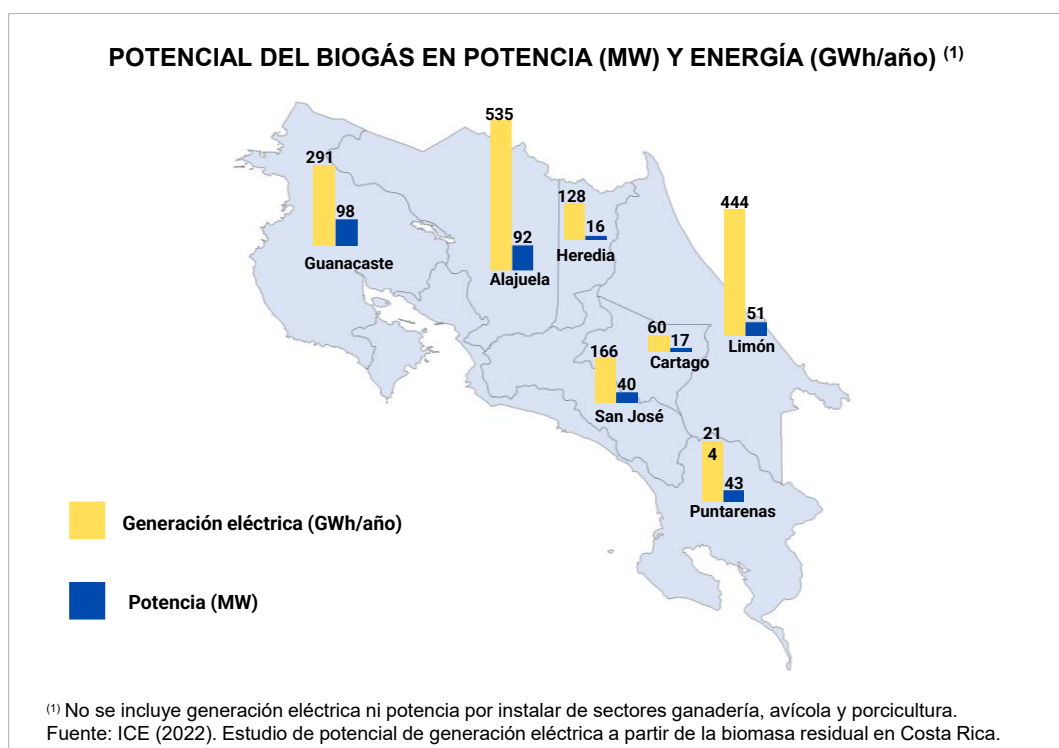 POTENCIAL DEL BIOGÁS EN POTENCIA (MW) Y ENERGÍA (GWh/año) (1)
535
291
98
Guanacaste
92
Alajuela
128
16
Heredia
444
51
Limón
60
17
Cartago
166
40
San José
21
4
43
Puntarenas
Generación eléctrica (GWh/año)
Potencia (MW)
(1) No se incluye generación eléctrica ni potencia por instalar de sectores ganadería, avícola y porcicultura.
Fuente: ICE (2022). Estudio de potencial de generación eléctrica a partir de la biomasa residual en Costa Rica.